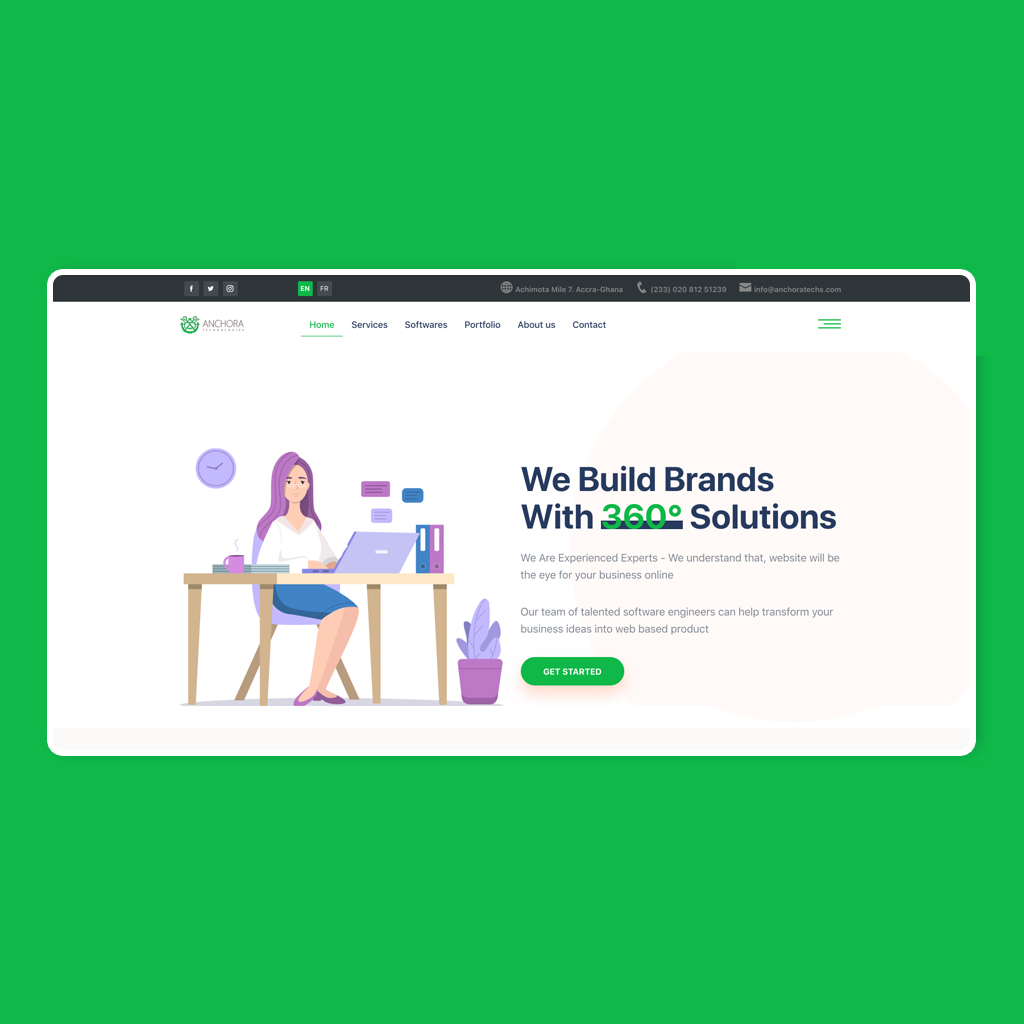 EN FR
Achimota Mile 7. Accra-Ghana
(233) 020 812 51239
info@anchoratechs.com
ANCHORA
TECHNOLOGIES
Home Services Softwares Portfolio About us Contact
We Build Brands
With 360° Solutions
We Are Experienced Experts - We understand that, website will be
the eye for your business online
Our team of talented software engineers can help transform your
business ideas into web based product
GET STARTED